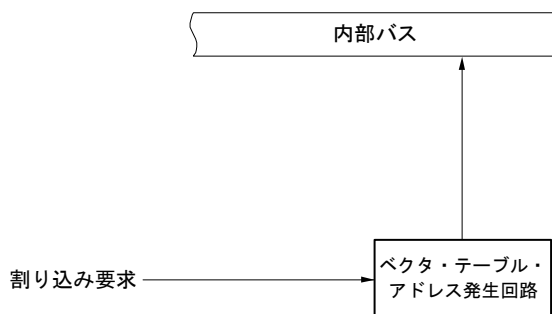 内部バス
割り込み要求
ベクタ・テーブル・
アドレス発生回路